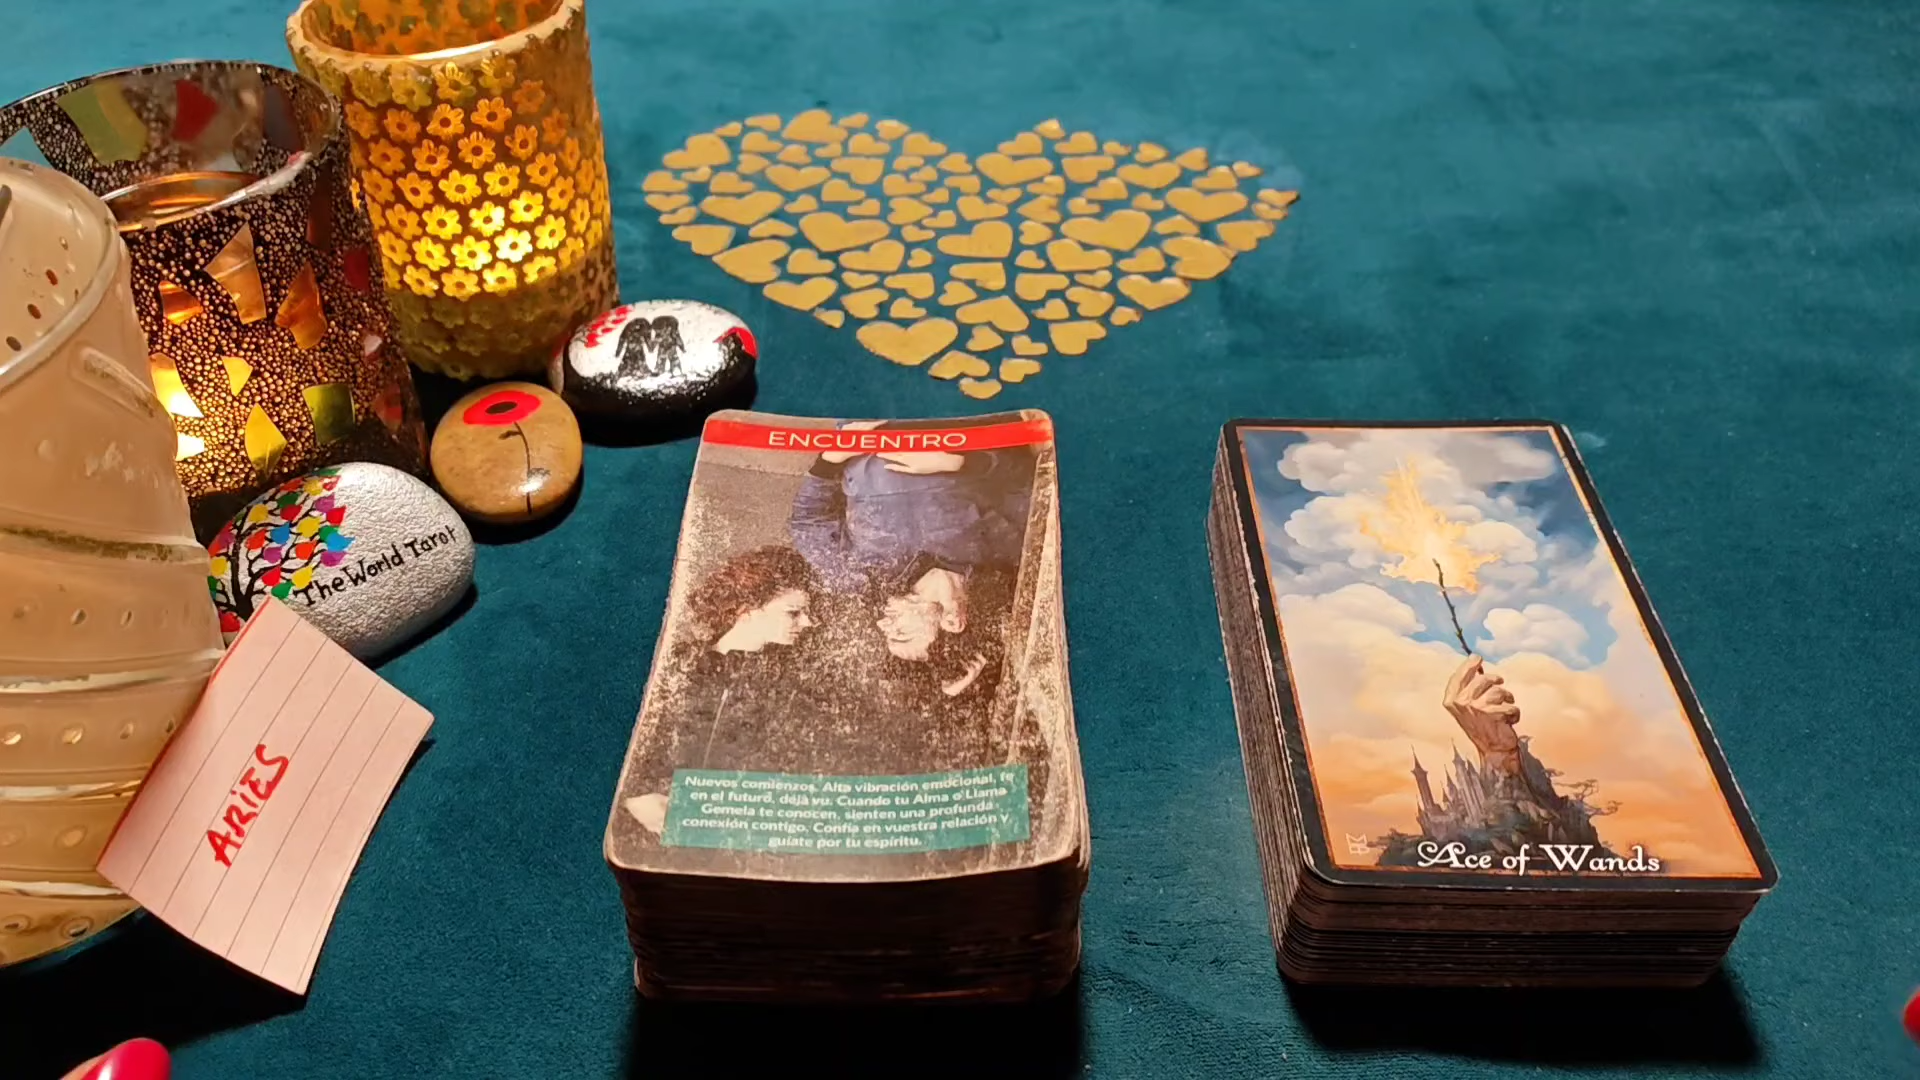 The World Tarot
ARIES
ENCUENTRO
Nuevos comienzos. Alta vibración emocional, fe
en el futuro, dejà vu. Cuando tu Alma o Llama
Gemela te conocen, sienten una profunda
conexión contigo. Confía en vuestra relación y
guíate por tu espíritu.
Ace of Wands